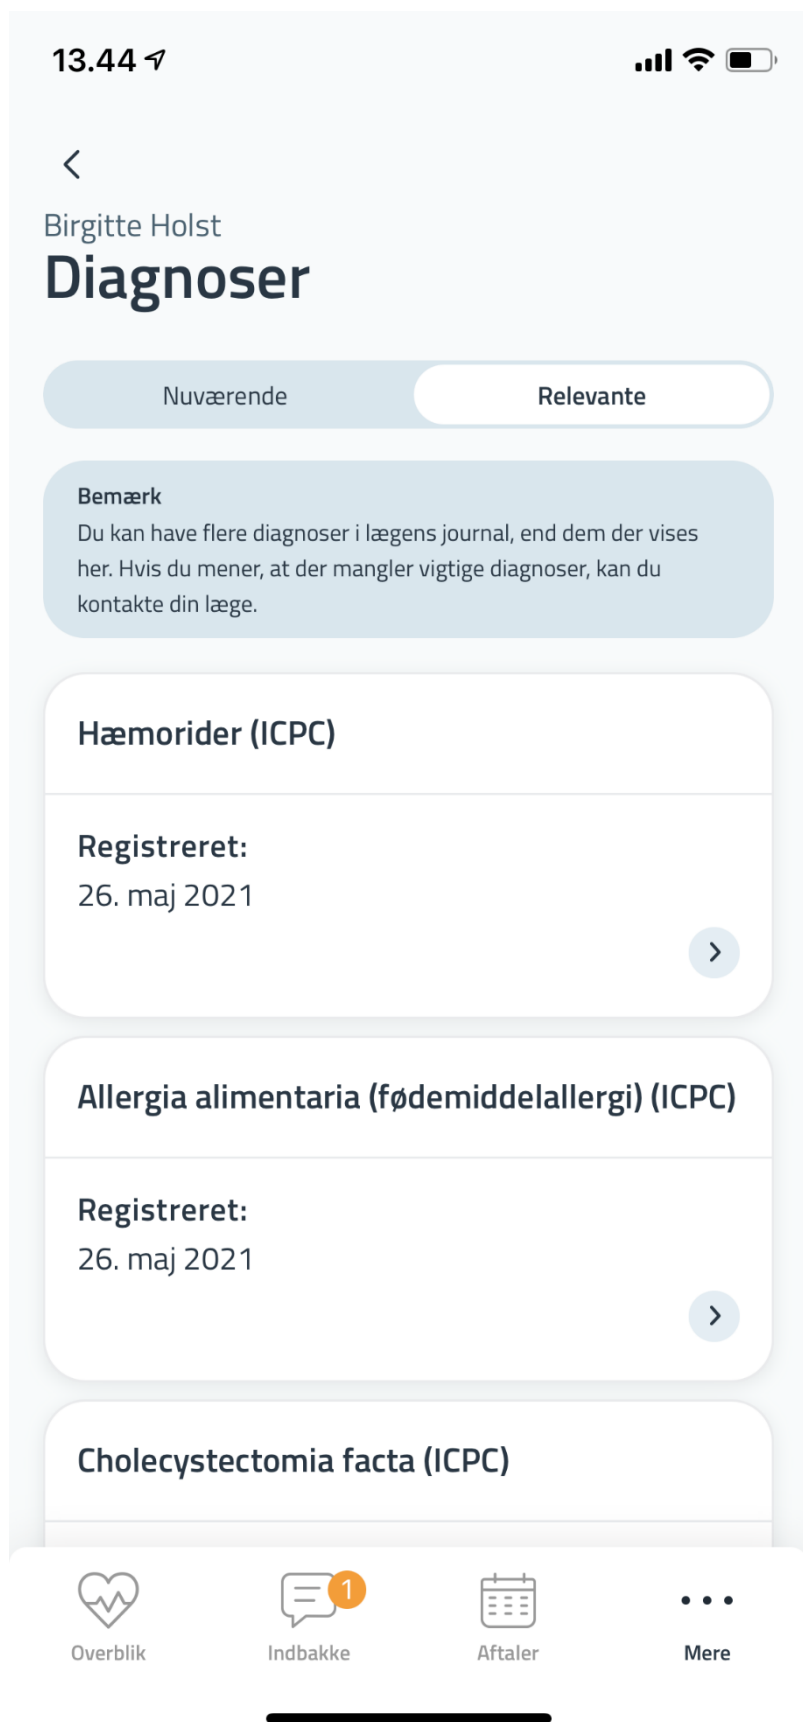 13.44
Birgitte Holst
Diagnoser
Nuværende
Relevante
Bemærk
Du kan have flere diagnoser i lægens journal, end dem der vises
her. Hvis du mener, at der mangler vigtige diagnoser, kan du
kontakte din læge.
Hæmorider (ICPC)
Registreret:
26. maj 2021
Allergia alimentaria (fødemiddelallergi) (ICPC)
Registreret:
26. maj 2021
Cholecystectomia facta (ICPC)
1
Overblik
Indbakke
Aftaler
Mere